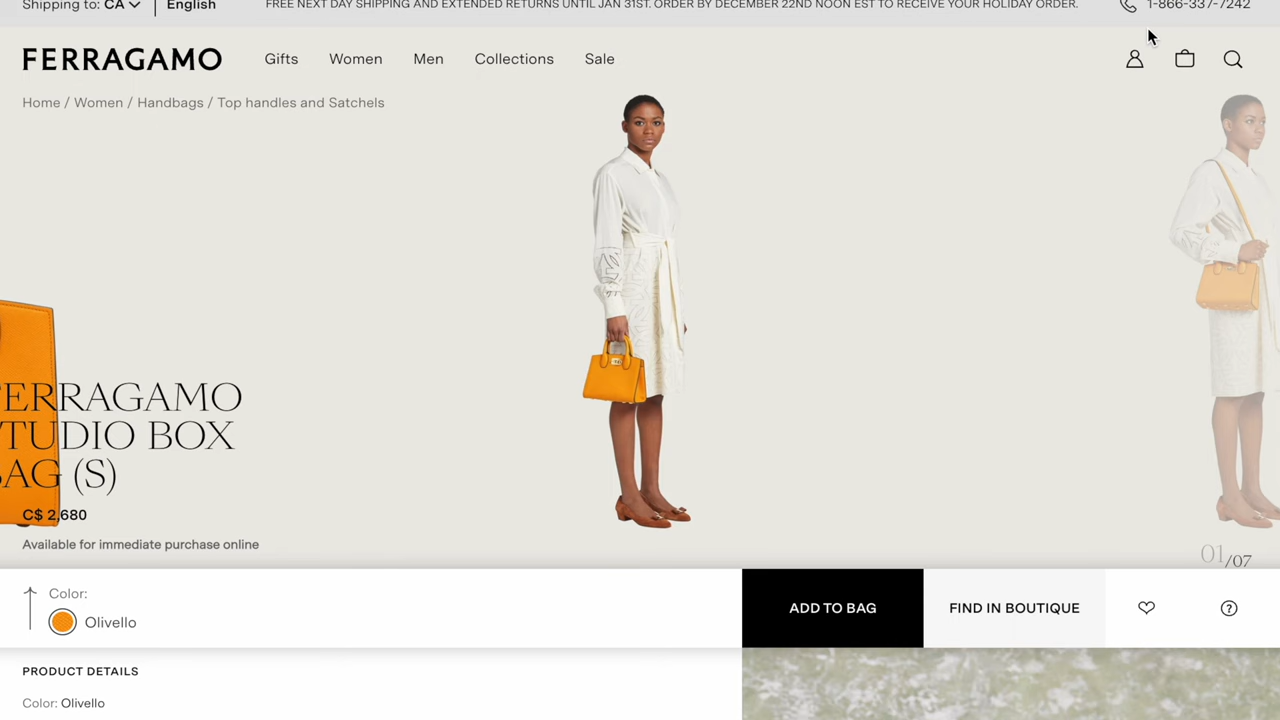 Shipping to: CA
English
FREE NEXT DAY SHIPPING AND EXTENDED RETURNS UNTIL JAN 31ST. ORDER BY DECEMBER 22ND NOON EST TO RECEIVE YOUR HOLIDAY ORDER.
1-866-337-7242
FERRAGAMO
Gifts
Women
Men
Collections
Sale
Home / Women / Handbags / Top handles and Satchels
FERRAGAMO
STUDIO BOX
BAG (S)
C$ 2,680
Available for immediate purchase online
01/07
Color:
Olivello
ADD TO BAG
FIND IN BOUTIQUE
PRODUCT DETAILS
Color: Olivello